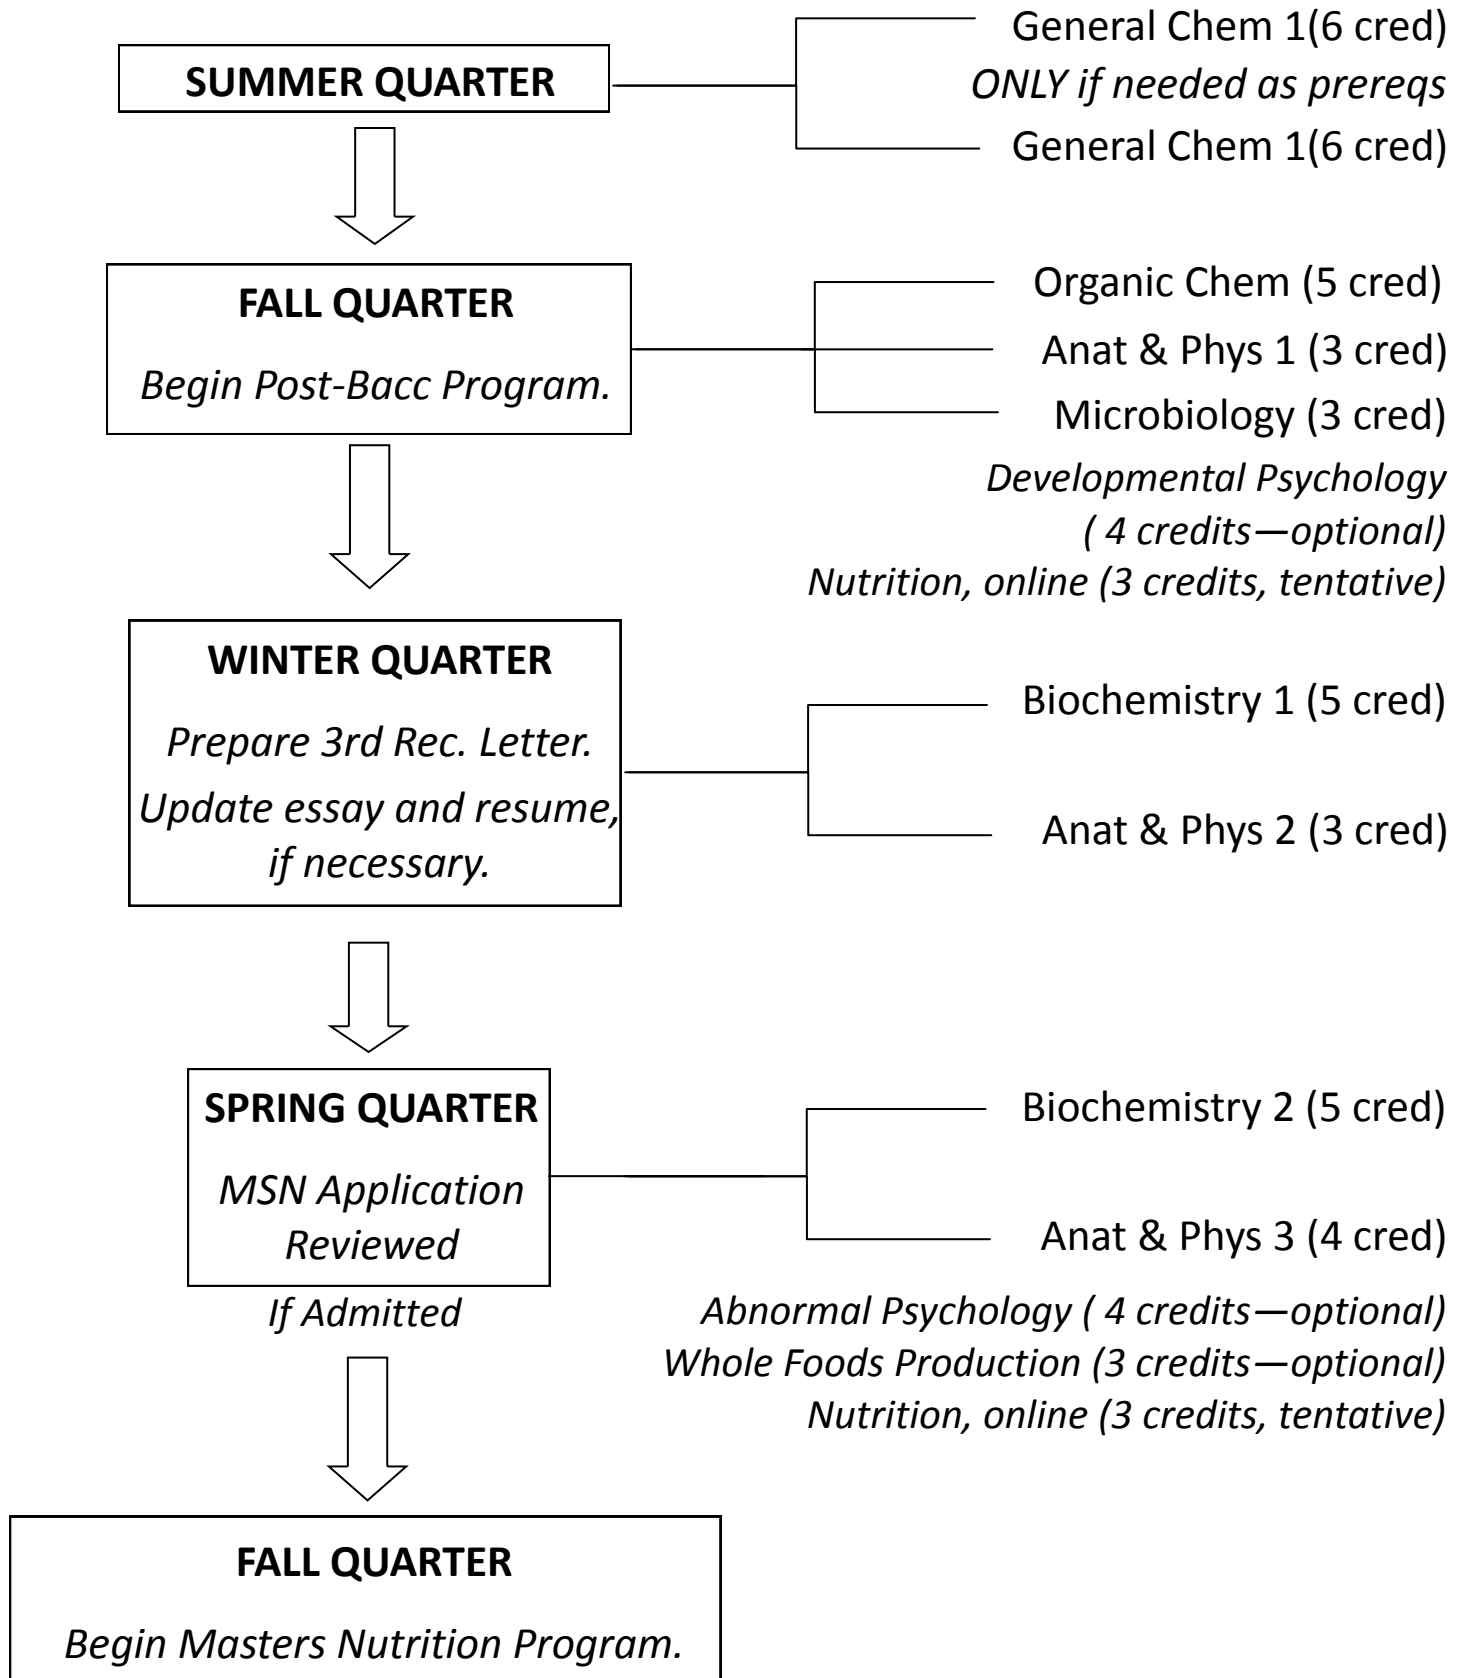 General Chem 1(6 cred)
SUMMER QUARTER
ONLY if needed as prereqs
General Chem 1(6 cred)
FALL QUARTER
Begin Post-Bacc Program.
Organic Chem (5 cred)
Anat & Phys 1 (3 cred)
Microbiology (3 cred)
Developmental Psychology
( 4 credits—optional)
Nutrition, online (3 credits, tentative)
WINTER QUARTER
Prepare 3rd Rec. Letter.
Update essay and resume,
if necessary.
Biochemistry 1 (5 cred)
Anat & Phys 2 (3 cred)
SPRING QUARTER
MSN Application
Reviewed
If Admitted
Biochemistry 2 (5 cred)
Anat & Phys 3 (4 cred)
Abnormal Psychology ( 4 credits—optional)
Whole Foods Production (3 credits—optional)
Nutrition, online (3 credits, tentative)
FALL QUARTER
Begin Masters Nutrition Program.